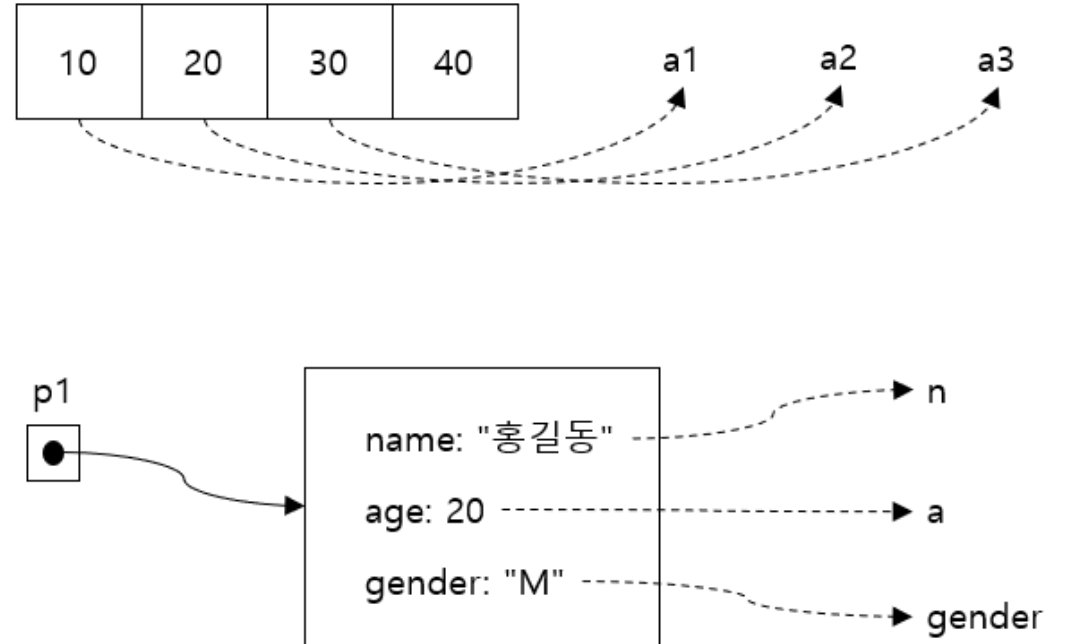 10 20 30 40 a1 a2 a3
p1
name: "홍길동" n
age: 20 a
gender: "M" gender